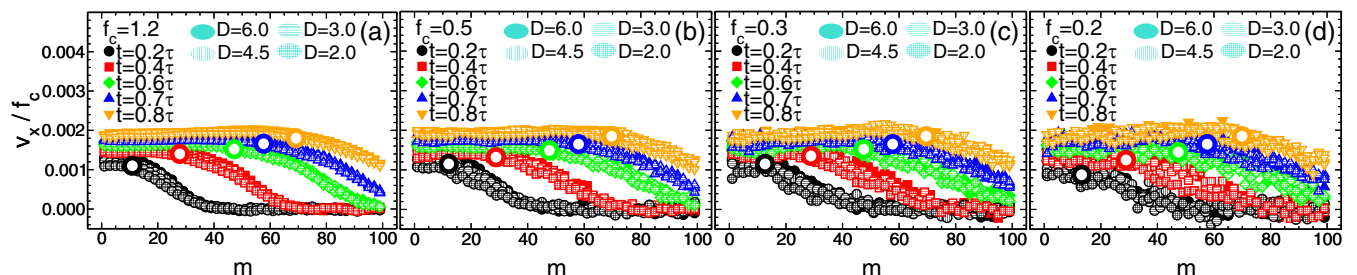 f_c=1.2 D=6.0 D=3.0 (a)
t=0.2τ D=4.5 D=2.0
t=0.4τ
t=0.6τ
t=0.7τ
t=0.8τ
f_c=0.5 D=6.0 D=3.0 (b)
t=0.2τ D=4.5 D=2.0
t=0.4τ
t=0.6τ
t=0.7τ
t=0.8τ
f_c=0.3 D=6.0 D=3.0 (c)
t=0.2τ D=4.5 D=2.0
t=0.4τ
t=0.6τ
t=0.7τ
t=0.8τ
f_c=0.2 D=6.0 D=3.0 (d)
t=0.2τ D=4.5 D=2.0
t=0.4τ
t=0.6τ
t=0.7τ
t=0.8τ
v_x / f_c
0.004
0.003
0.002
0.001
0.000
0 20 40 60 80 100
0 20 40 60 80 100
0 20 40 60 80 100
0 20 40 60 80 100
m m m m